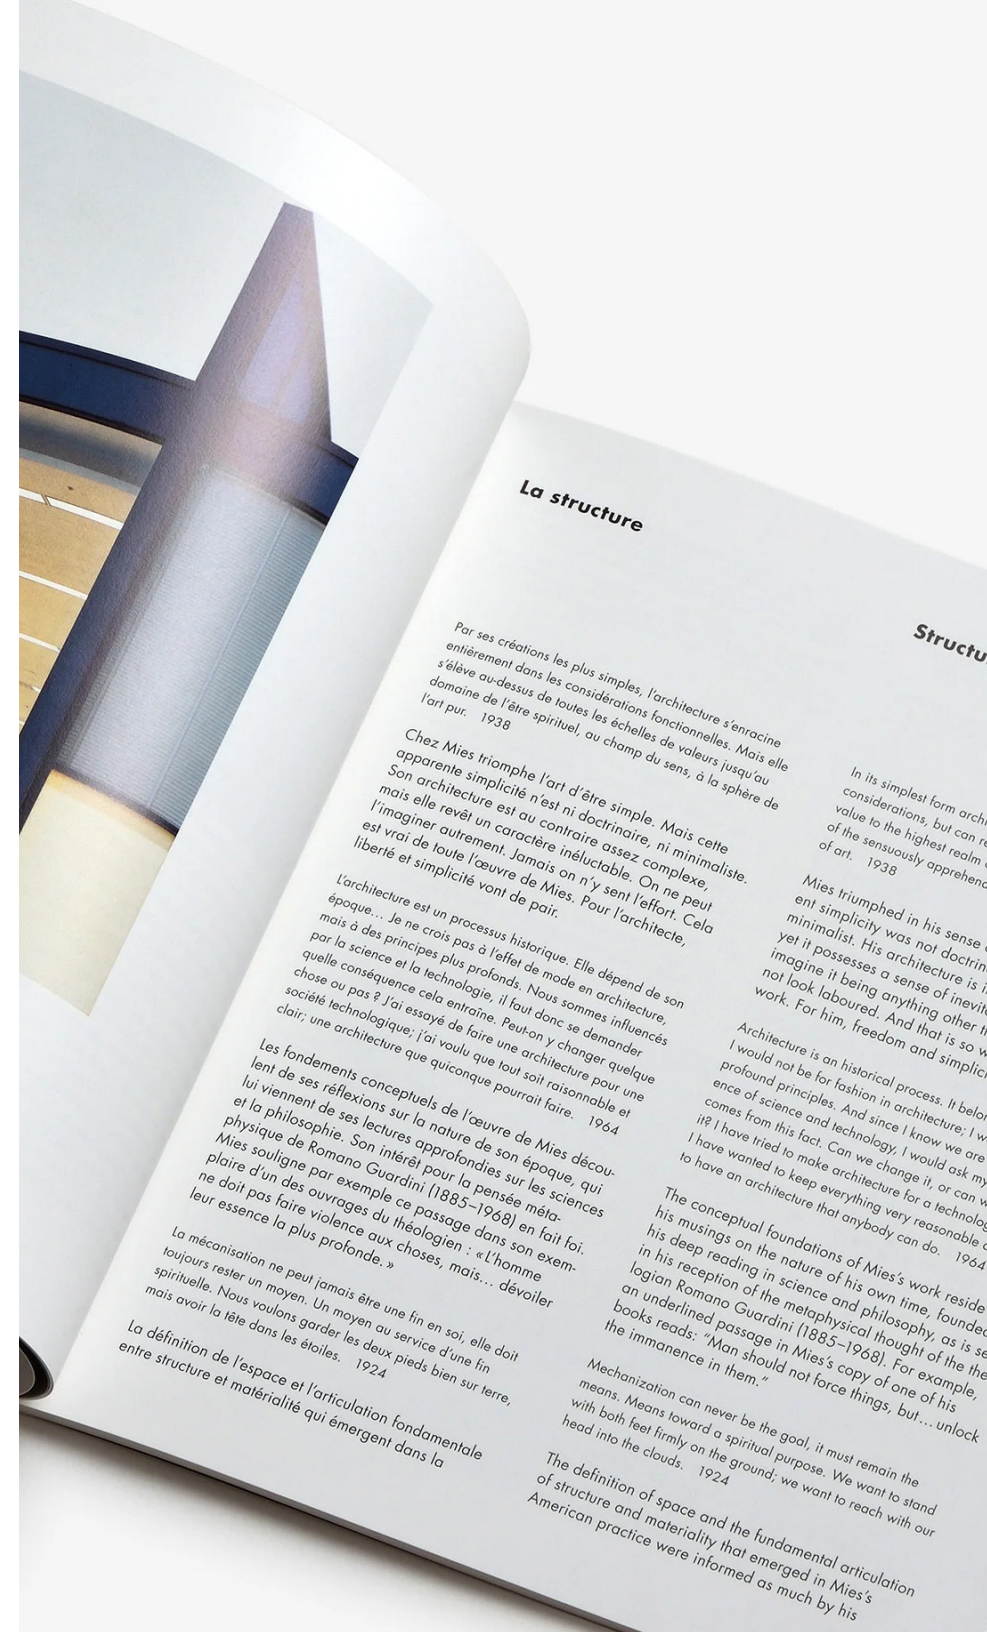 La structure
Par ses créations les plus simples, l'architecture s'enracine
entièrement dans les considérations fonctionnelles. Mais elle
s'élève au-dessus de toutes les échelles de valeurs jusqu'au
domaine de l'être spirituel, au champ du sens, à la sphère de
l'art pur. 1938
Chez Mies triomphe l'art d'être simple. Mais cette
apparente simplicité n'est ni doctrinaire, ni minimaliste.
Son architecture est au contraire assez complexe,
mais elle revêt un caractère inéluctable. On ne peut
l'imaginer autrement. Jamais on n'y sent l'effort. Cela
est vrai de toute l'œuvre de Mies. Pour l'architecte,
liberté et simplicité vont de pair.
L'architecture est un processus historique. Elle dépend de son
époque... Je ne crois pas à l'effet de mode en architecture,
mais à des principes plus profonds. Nous sommes influencés
par la science et la technologie, il faut donc se demander
quelle conséquence cela entraîne. Peut-on y changer quelque
chose ou pas ? J'ai essayé de faire une architecture pour une
société technologique; j'ai voulu que tout soit raisonnable et
clair; une architecture que quiconque pourrait faire. 1964
Les fondements conceptuels de l'œuvre de Mies décou-
lent de ses réflexions sur la nature de son époque, qui
lui viennent de ses lectures approfondies sur les sciences
et la philosophie. Son intérêt pour la pensée méta-
physique de Romano Guardini (1885–1968) en fait foi.
Mies souligne par exemple ce passage dans son exem-
plaire d'un des ouvrages du théologien : « L'homme
ne doit pas faire violence aux choses, mais... dévoiler
leur essence la plus profonde. »
La mécanisation ne peut jamais être une fin en soi, elle doit
toujours rester un moyen. Un moyen au service d'une fin
spirituelle. Nous voulons garder les deux pieds bien sur terre,
mais avoir la tête dans les étoiles. 1924
La définition de l'espace et l'articulation fondamentale
entre structure et matérialité qui émergent dans la
In its simplest form
considerations, but can
value to the highest realm
of the sensuously
of art. 1938
Mies triumphed in his sense
ent simplicity was not
minimalist. His architecture is
yet it possesses a sense of
imagine it being anything other
not look laboured. And that is so
work. For him, freedom and
Architecture is an historical process. It
I would not be for fashion in architecture; I
profound principles. And since I know we are
ence of science and technology, I would ask my
comes from this fact. Can we change it, or can
it? I have tried to make architecture for a
I have wanted to keep everything very reasonable
to have an architecture that anybody can do. 1964
The conceptual foundations of Mies's work reside
his musings on the nature of his own time, founded
his deep reading in science and philosophy, as is
in his reception of the metaphysical thought of the
logian Romano Guardini (1885–1968). For example,
an underlined passage in Mies's copy of one of his
books reads: "Man should not force things, but... unlock
the immanence in them."
Mechanization can never be the goal, it must remain the
means. Means toward a spiritual purpose. We want to stand
with both feet firmly on the ground; we want to reach with our
head into the clouds. 1924
The definition of space and the fundamental articulation
of structure and materiality that emerged in Mies's
American practice were informed as much by his